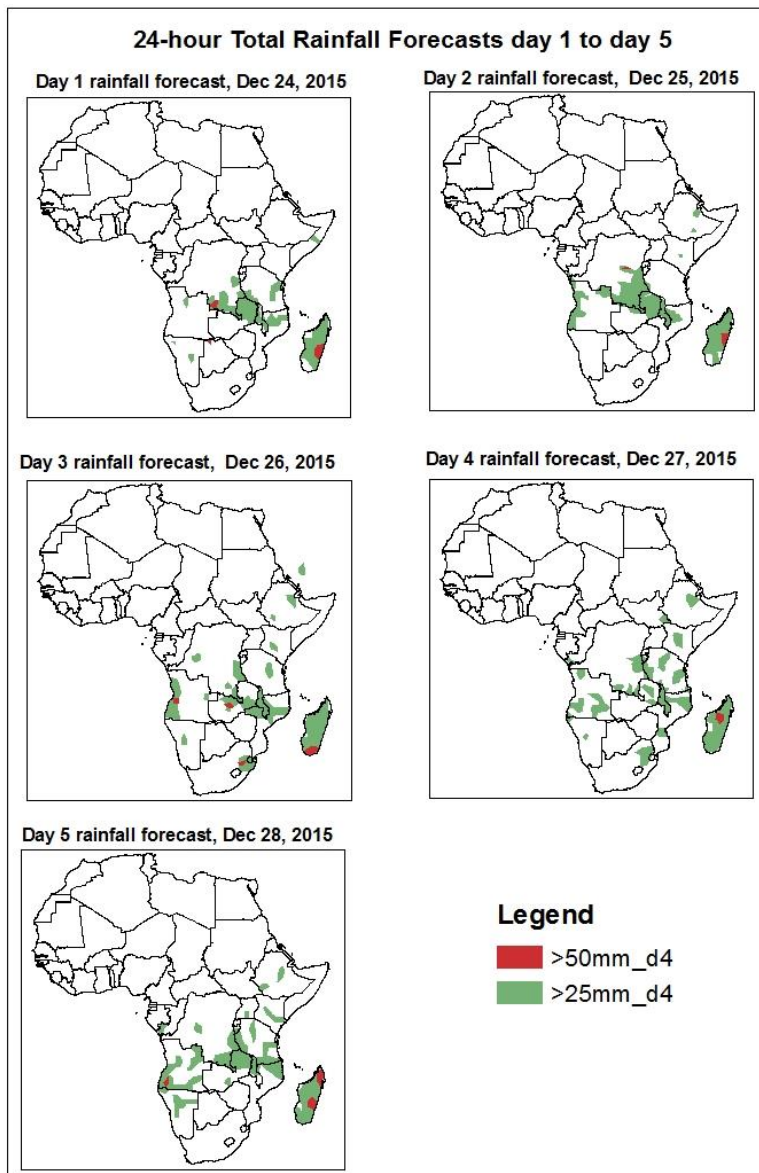 24-hour Total Rainfall Forecasts day 1 to day 5
Day 1 rainfall forecast, Dec 24, 2015
Day 2 rainfall forecast, Dec 25, 2015
Day 3 rainfall forecast, Dec 26, 2015
Day 4 rainfall forecast, Dec 27, 2015
Day 5 rainfall forecast, Dec 28, 2015
Legend
>50mm_d4
>25mm_d4